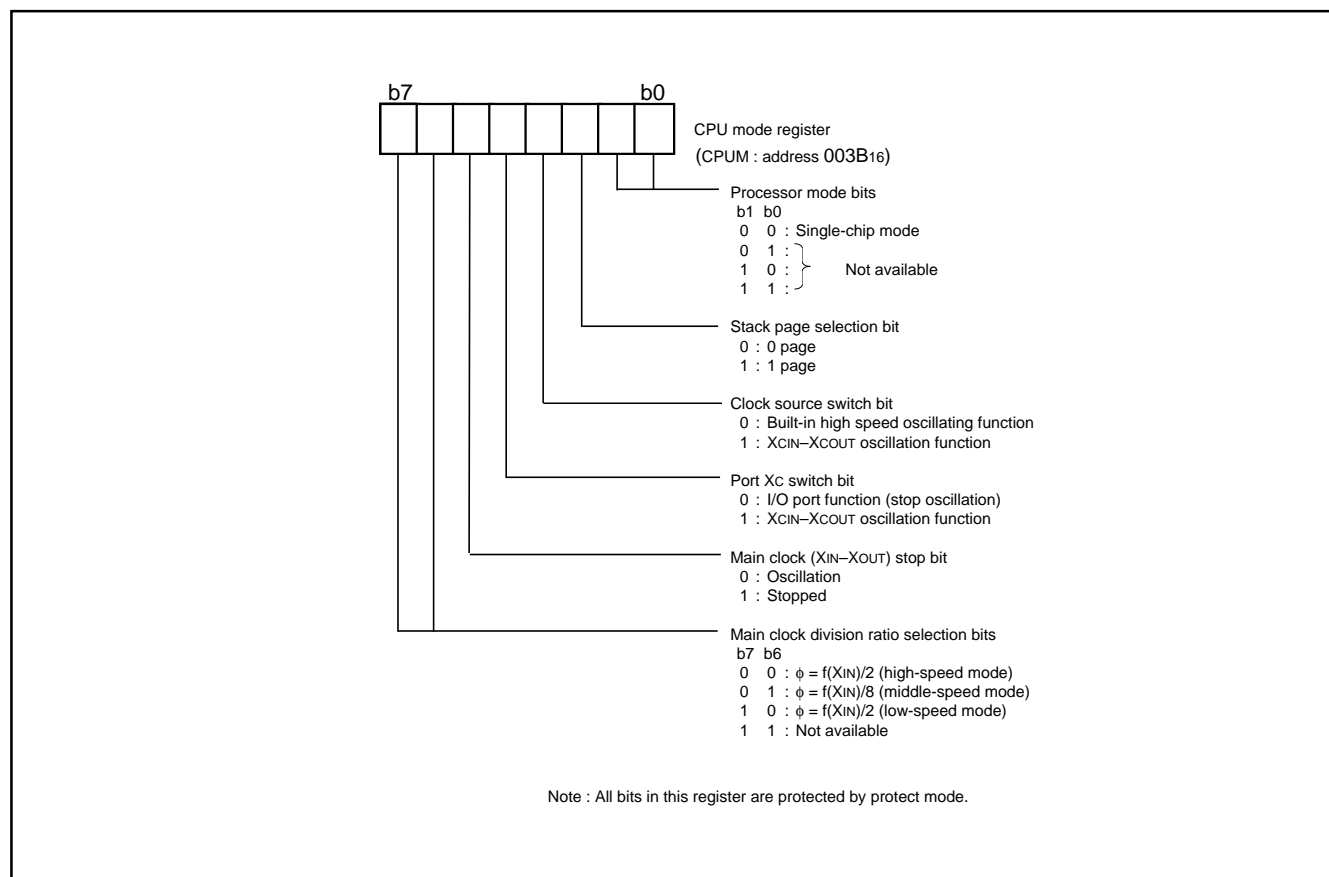 b7 b0
CPU mode register
(CPUM : address 003B16)
Processor mode bits
b1 b0
0 0 : Single-chip mode
0 1 :
1 0 : Not available
1 1 :
Stack page selection bit
0 : 0 page
1 : 1 page
Clock source switch bit
0 : Built-in high speed oscillating function
1 : XCIN–XCOUT oscillation function
Port XC switch bit
0 : I/O port function (stop oscillation)
1 : XCIN–XCOUT oscillation function
Main clock (XIN–XOUT) stop bit
0 : Oscillation
1 : Stopped
Main clock division ratio selection bits
b7 b6
0 0 : ϕ = f(XIN)/2 (high-speed mode)
0 1 : ϕ = f(XIN)/8 (middle-speed mode)
1 0 : ϕ = f(XIN)/2 (low-speed mode)
1 1 : Not available
Note : All bits in this register are protected by protect mode.